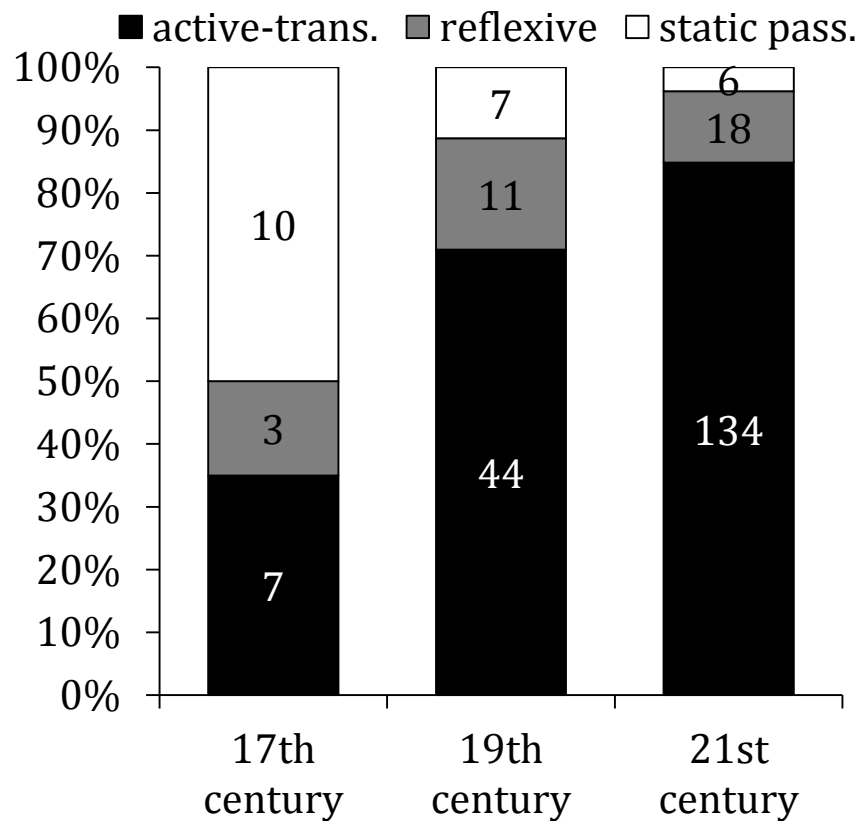 active-trans. reflexive static pass.
100%
90%
80%
70%
60%
50%
40%
30%
20%
10%
0%
10
3
7
7
11
44
6
18
134
17th
century
19th
century
21st
century